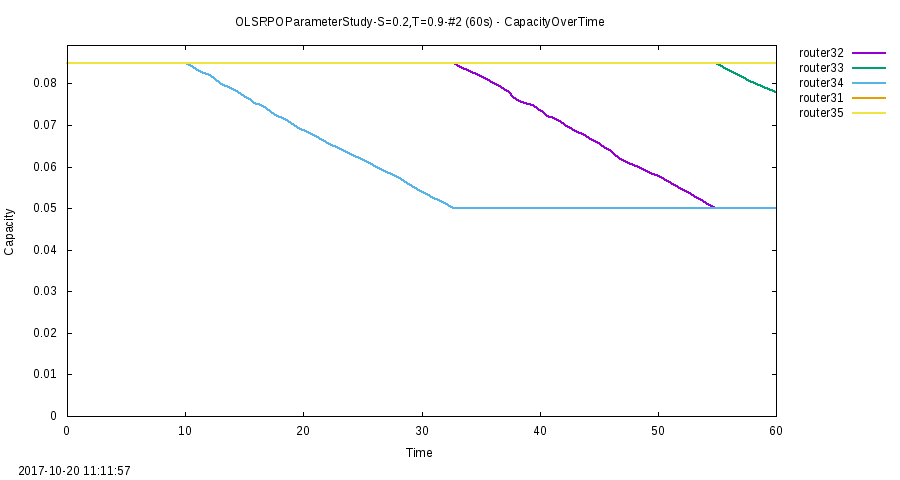 OLSRPOParameterStudy-S=0.2,T=0.9-#2 (60s) - CapacityOverTime
router32
router33
router34
router31
router35
0.08
0.07
0.06
0.05
0.04
0.03
0.02
0.01
0
Capacity
0 10 20 30 40 50 60
Time
2017-10-20 11:11:57